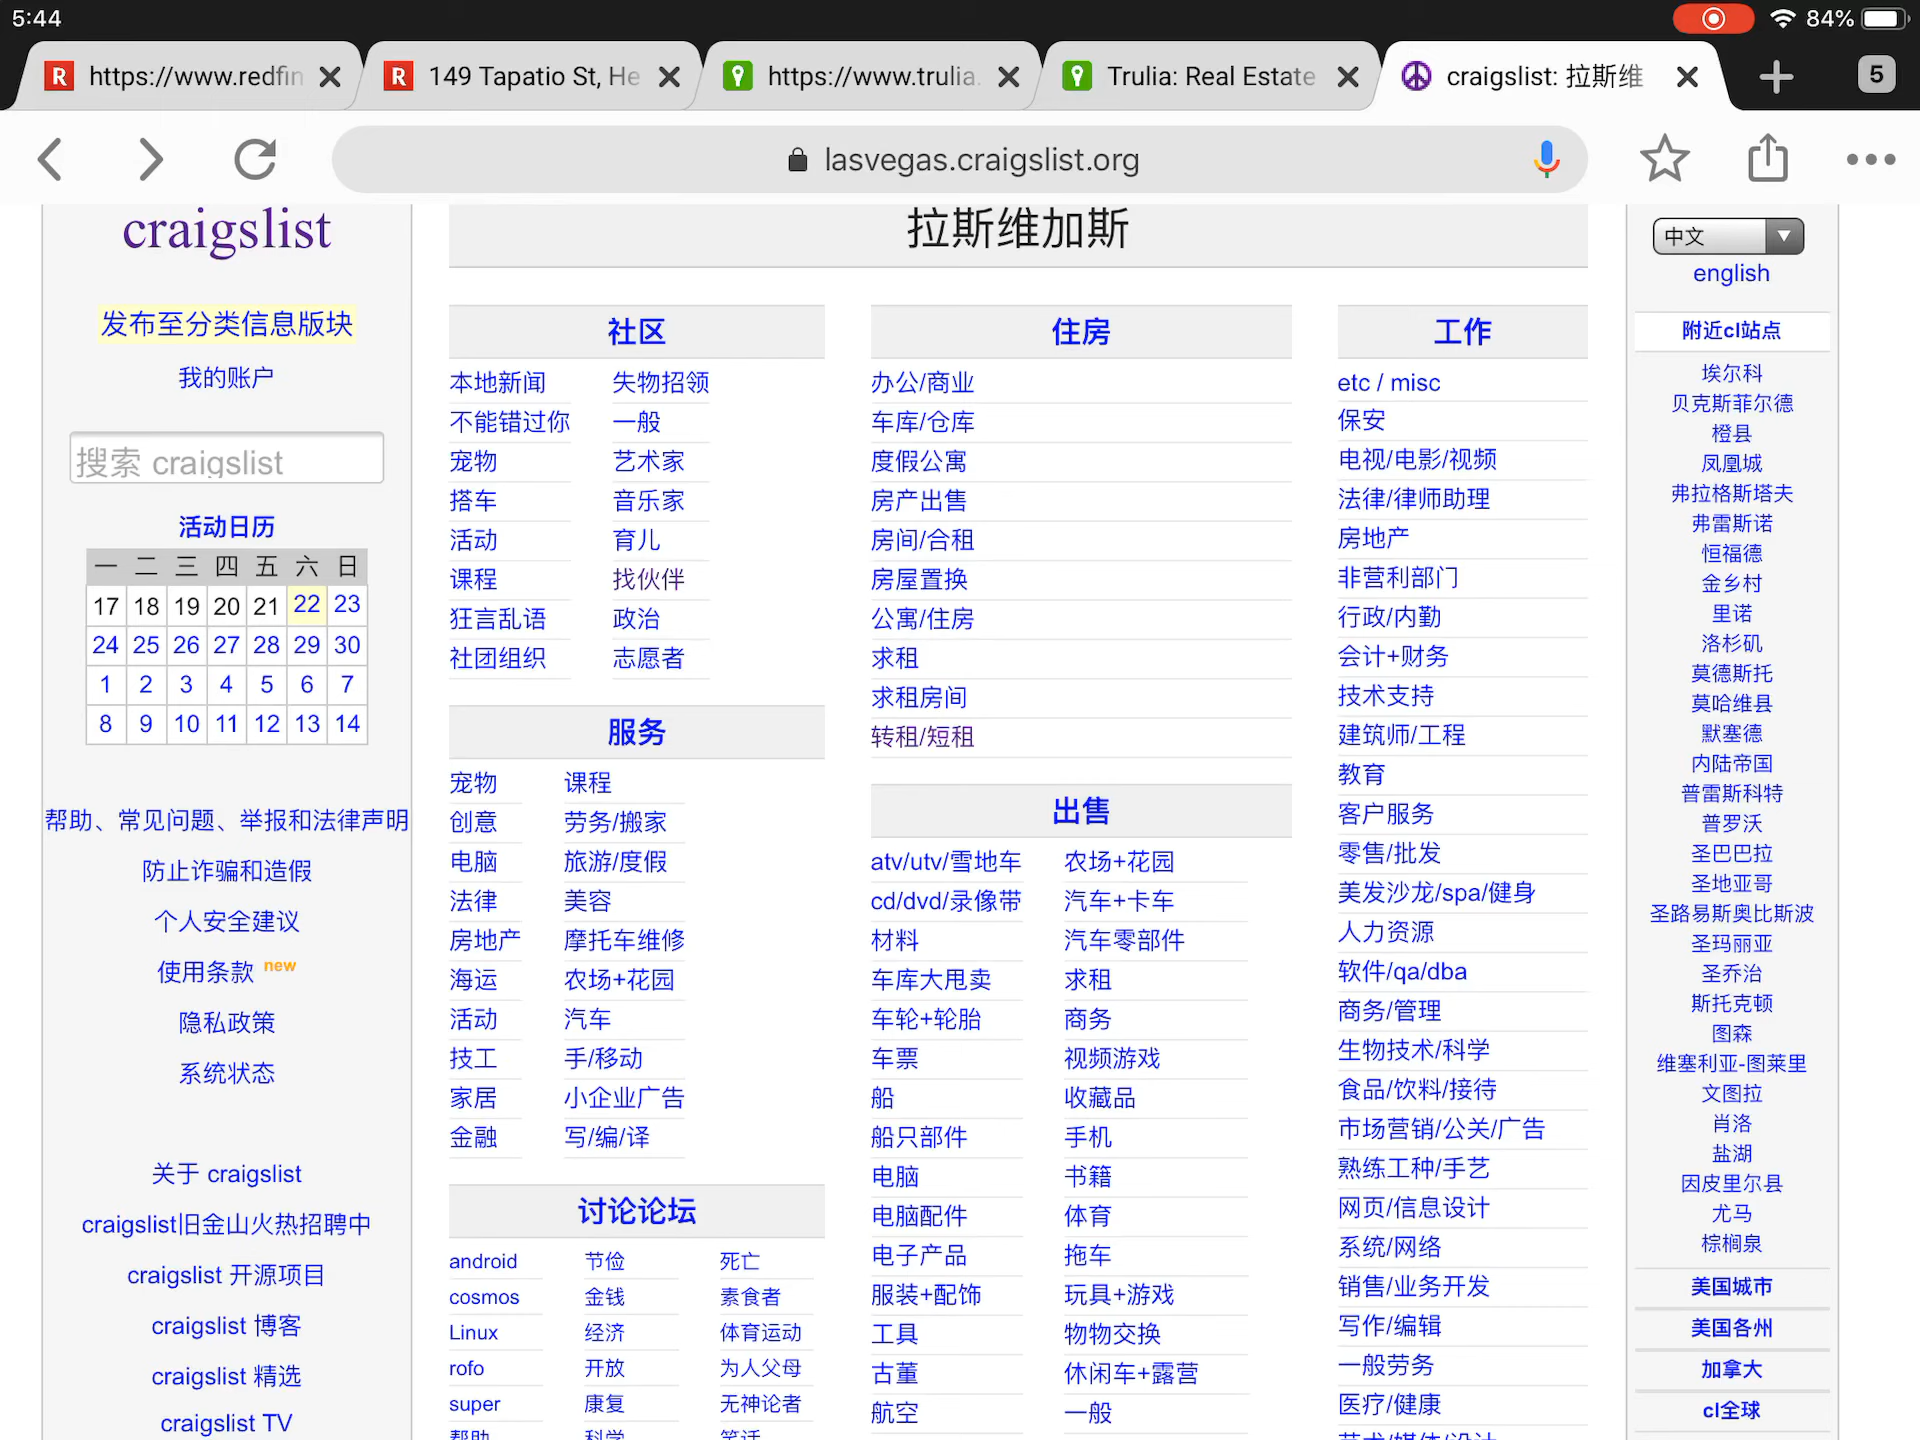 5:44
84%
https://www.redfin
149 Tapatio St, He
https://www.trulia.
Trulia: Real Estate
craigslist: 拉斯维
5
lasvegas.craigslist.org
craigslist
发布至分类信息版块
我的账户
搜索 craigslist
活动日历
一 二 三 四 五 六 日
17 18 19 20 21 22 23
24 25 26 27 28 29 30
1 2 3 4 5 6 7
8 9 10 11 12 13 14
帮助、常见问题、举报和法律声明
防止诈骗和造假
个人安全建议
使用条款 new
隐私政策
系统状态
关于 craigslist
craigslist旧金山火热招聘中
craigslist 开源项目
craigslist 博客
craigslist 精选
craigslist TV
拉斯维加斯
社区
本地新闻 失物招领
不能错过你 一般
宠物 艺术家
搭车 音乐家
活动 育儿
课程 找伙伴
狂言乱语 政治
社团组织 志愿者
服务
宠物 课程
创意 劳务/搬家
电脑 旅游/度假
法律 美容
房地产 摩托车维修
海运 农场+花园
活动 汽车
技工 手/移动
家居 小企业广告
金融 写/编/译
讨论论坛
android 节俭 死亡
cosmos 金钱 素食者
Linux 经济 体育运动
rofo 开放 为人父母
super 康复 无神论者
帮助 科学 笑话
住房
办公/商业
车库/仓库
度假公寓
房产出售
房间/合租
房屋置换
公寓/住房
求租
求租房间
转租/短租
出售
atv/utv/雪地车 农场+花园
cd/dvd/录像带 汽车+卡车
材料 汽车零部件
车库大甩卖 求租
车轮+轮胎 商务
车票 视频游戏
船 收藏品
船只部件 手机
电脑 书籍
电脑配件 体育
电子产品 拖车
服装+配饰 玩具+游戏
工具 物物交换
古董 休闲车+露营
航空 一般
工作
etc / misc
保安
电视/电影/视频
法律/律师助理
房地产
非营利部门
行政/内勤
会计+财务
技术支持
建筑师/工程
教育
客户服务
零售/批发
美发沙龙/spa/健身
人力资源
软件/qa/dba
商务/管理
生物技术/科学
食品/饮料/接待
市场营销/公关/广告
熟练工种/手艺
网页/信息设计
系统/网络
销售/业务开发
写作/编辑
一般劳务
医疗/健康
艺术/媒体/设计
中文
english
附近cl站点
埃尔科
贝克斯菲尔德
橙县
凤凰城
弗拉格斯塔夫
弗雷斯诺
恒福德
金乡村
里诺
洛杉矶
莫德斯托
莫哈维县
默塞德
内陆帝国
普雷斯科特
普罗沃
圣巴巴拉
圣地亚哥
圣路易斯奥比斯波
圣玛丽亚
圣乔治
斯托克顿
图森
维塞利亚-图莱里
文图拉
肖洛
盐湖
因皮里尔县
尤马
棕榈泉
美国城市
美国各州
加拿大
cl全球